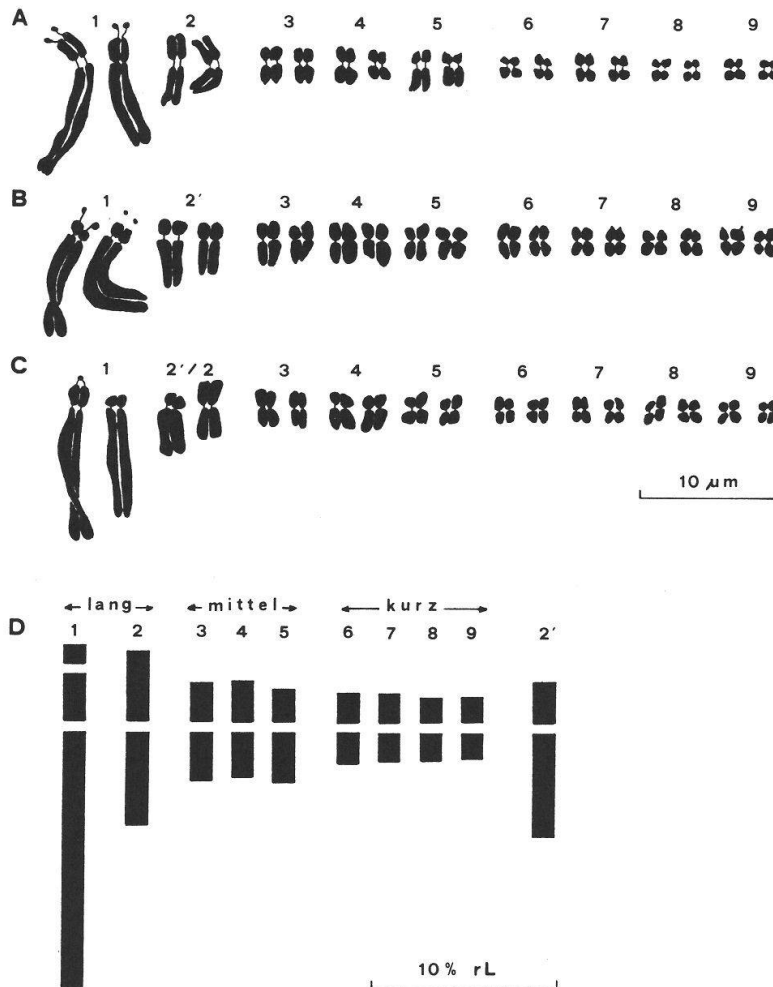 A 1 2 3 4 5 6 7 8 9
B 1 2′ 3 4 5 6 7 8 9
C 1 2′/2 3 4 5 6 7 8 9
10 μm
lang mittel kurz
D 1 2 3 4 5 6 7 8 9 2′
10% rL